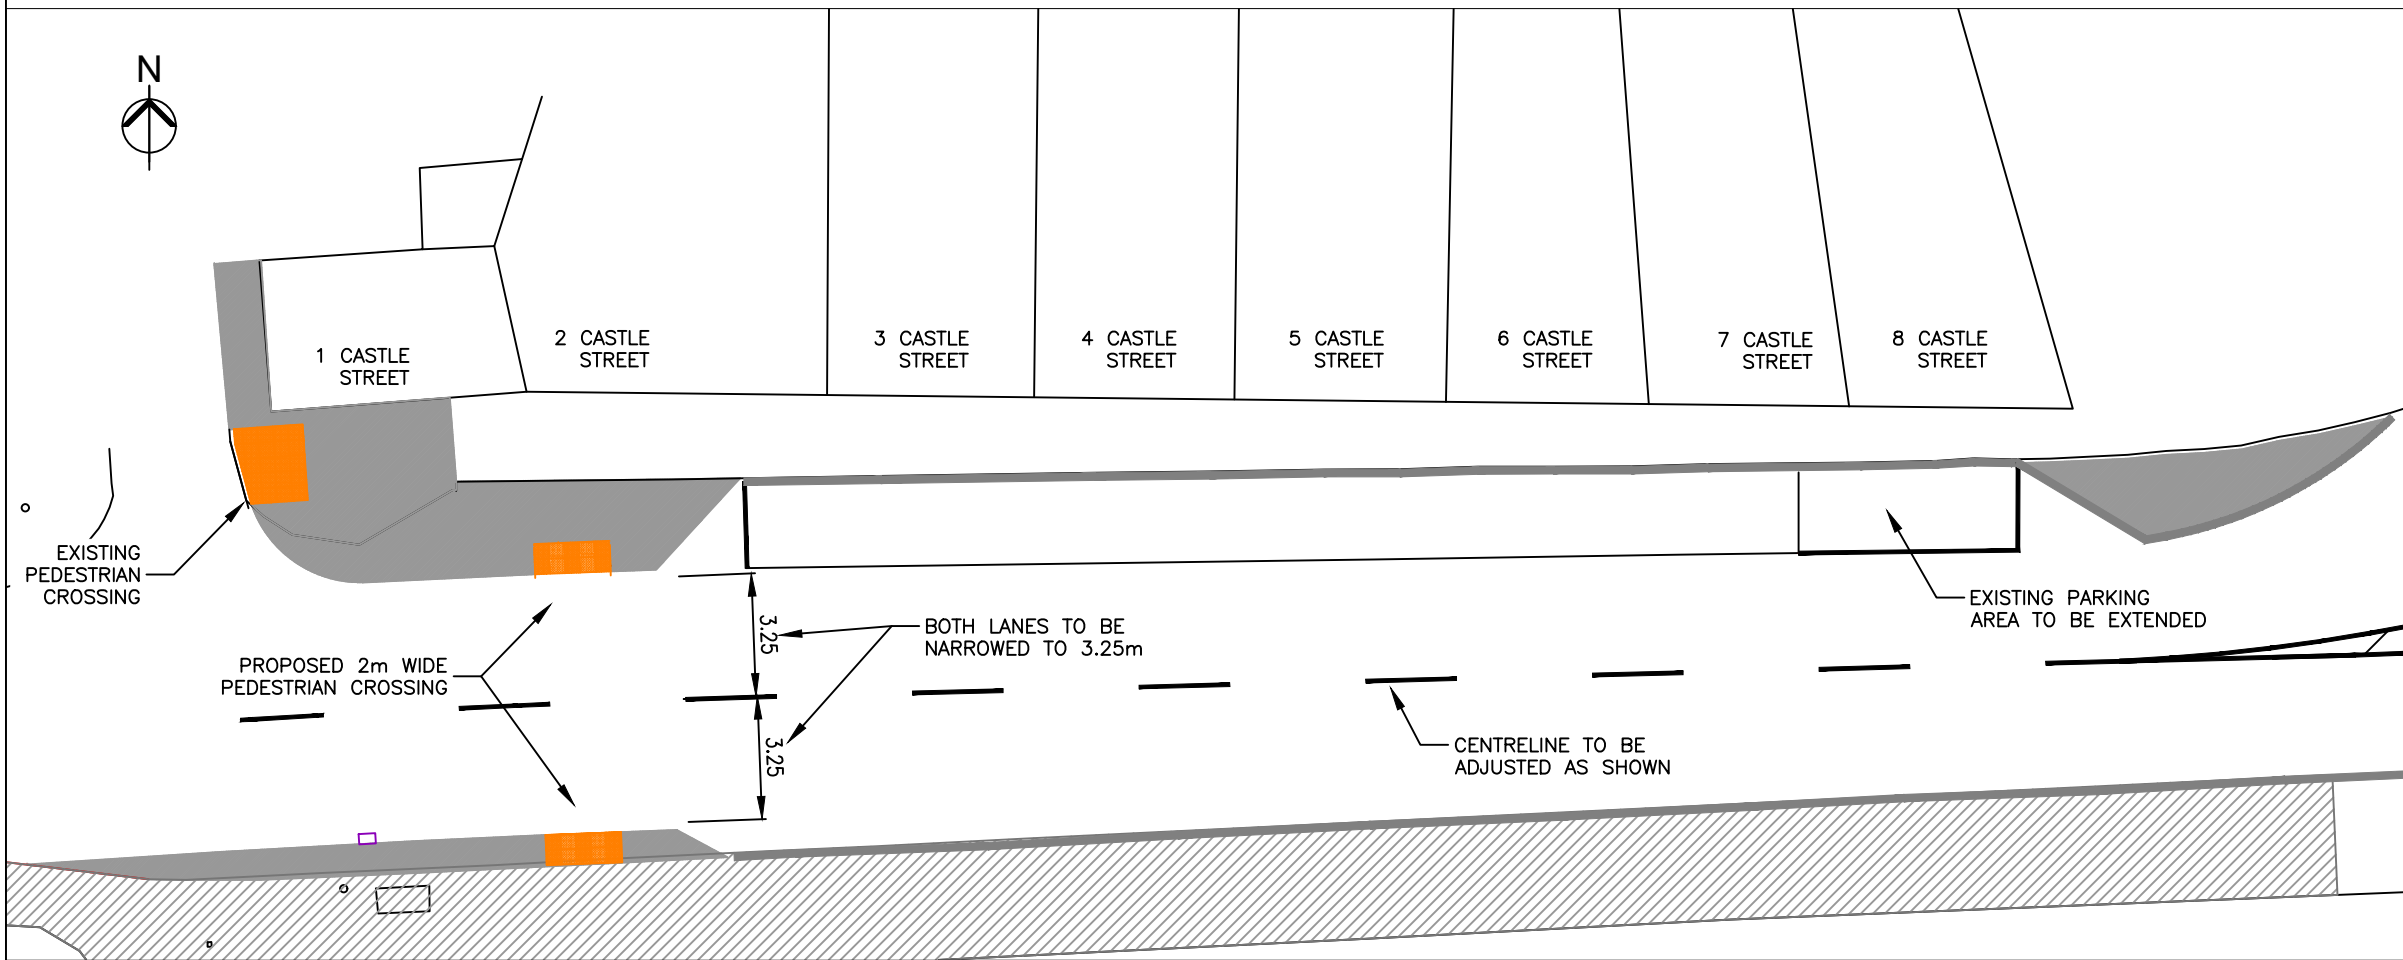 N
1 CASTLE
STREET
2 CASTLE
STREET
3 CASTLE
STREET
4 CASTLE
STREET
5 CASTLE
STREET
6 CASTLE
STREET
7 CASTLE
STREET
8 CASTLE
STREET
EXISTING
PEDESTRIAN
CROSSING
EXISTING PARKING
AREA TO BE EXTENDED
3.25
BOTH LANES TO BE
NARROWED TO 3.25m
PROPOSED 2m WIDE
PEDESTRIAN CROSSING
3.25
CENTRELINE TO BE
ADJUSTED AS SHOWN